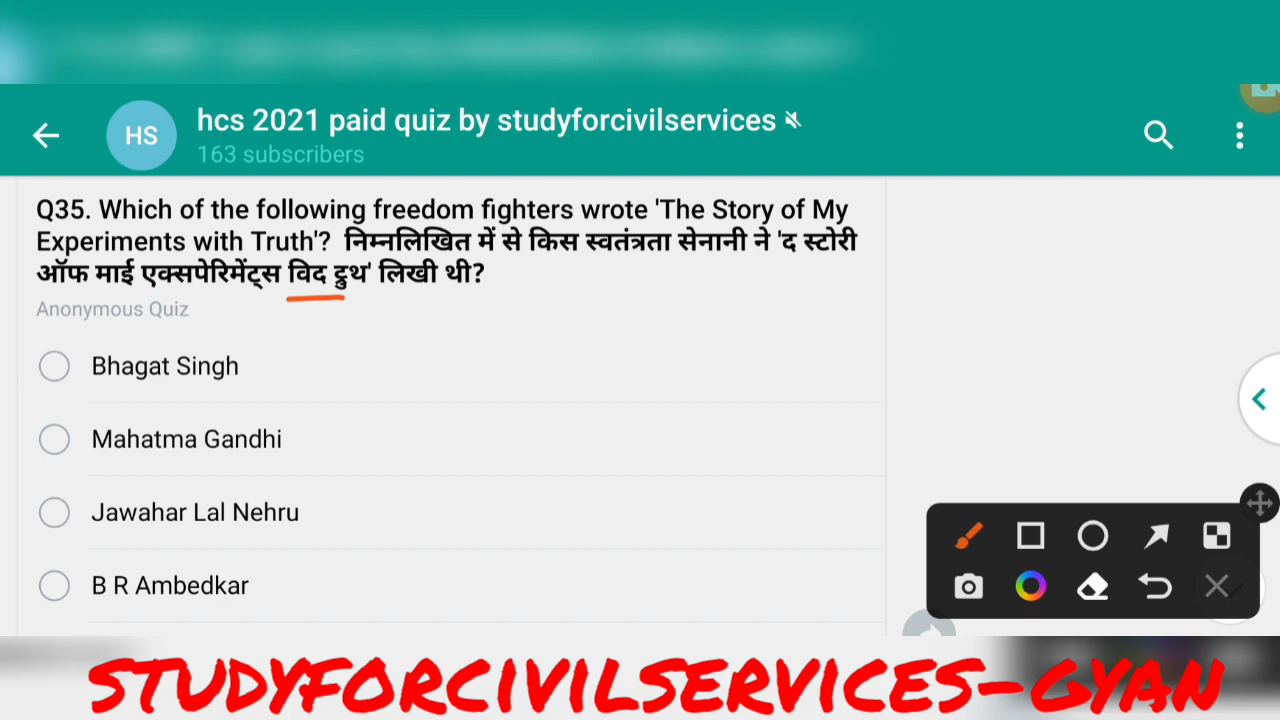 HS
hcs 2021 paid quiz by studyforcivilservices
163 subscribers
Q35. Which of the following freedom fighters wrote 'The Story of My
Experiments with Truth'? निम्नलिखित में से किस स्वतंत्रता सेनानी ने 'द स्टोरी
ऑफ माई एक्सपेरिमेंट्स विद ट्रुथ' लिखी थी?
Anonymous Quiz
Bhagat Singh
Mahatma Gandhi
Jawahar Lal Nehru
B R Ambedkar
STUDYFORCIVILSERVICES-GYAN